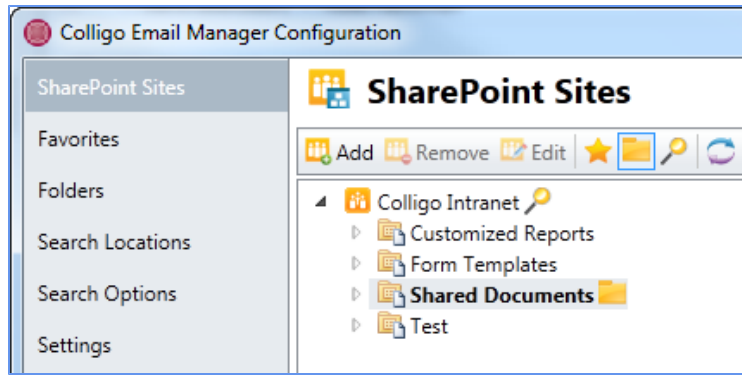 Colligo Email Manager Configuration
SharePoint Sites
Favorites
Folders
Search Locations
Search Options
Settings
SharePoint Sites
Add Remove Edit
Colligo Intranet
Customized Reports
Form Templates
Shared Documents
Test